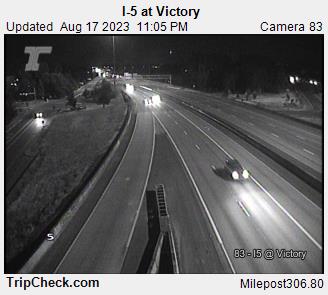 I-5 at Victory
Updated Aug 17 2023 11:05 PM Camera 83
T
S
83 - I5 @ Victory
TripCheck.com Milepost306.80